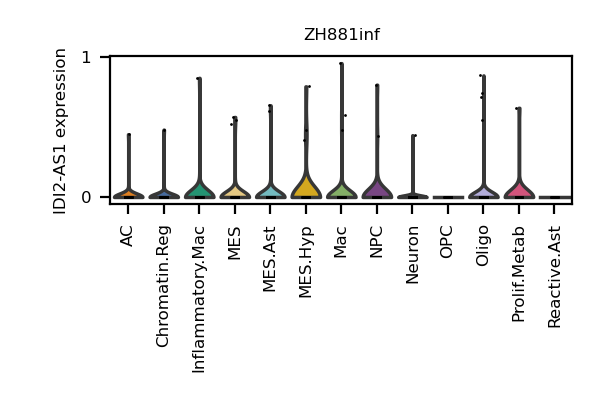 ZH881inf
IDI2-AS1 expression
1
0
AC
Chromatin.Reg
Inflammatory.Mac
MES
MES.Ast
MES.Hyp
Mac
NPC
Neuron
OPC
Oligo
Prolif.Metab
Reactive.Ast